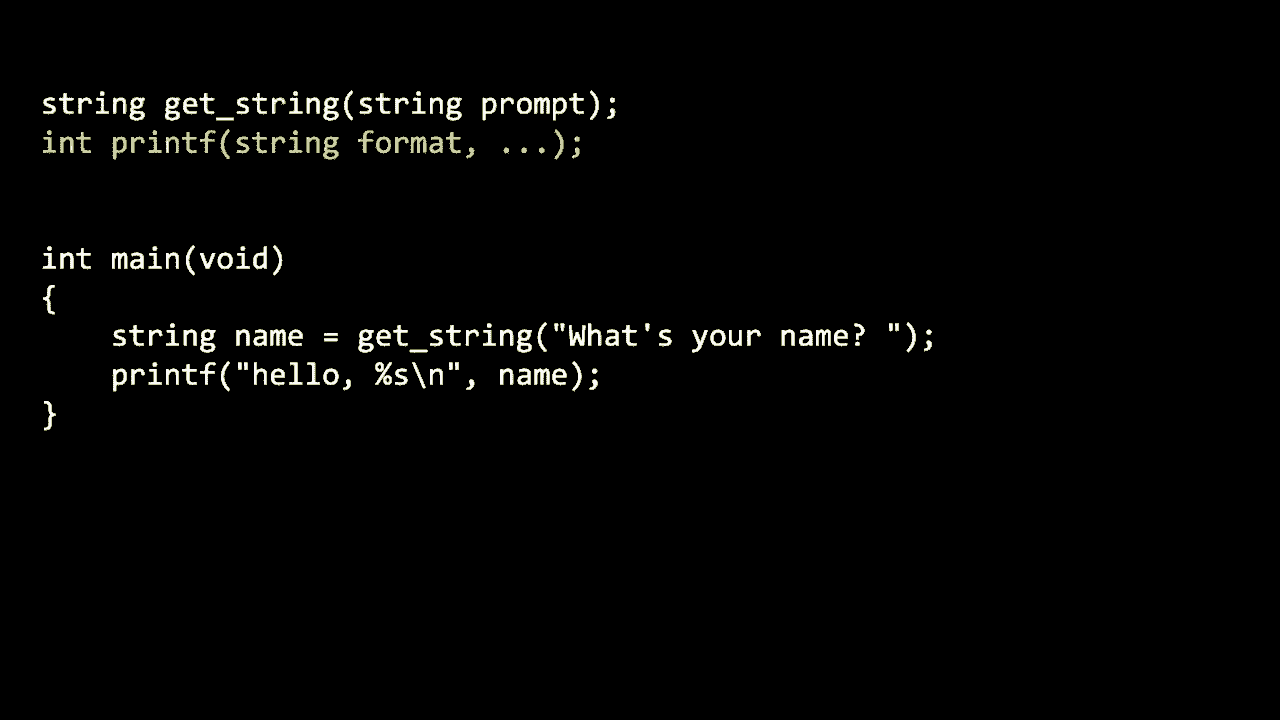 string get_string(string prompt);
int printf(string format, ...);
int main(void)
{
    string name = get_string("What's your name? ");
    printf("hello, %s\n", name);
}